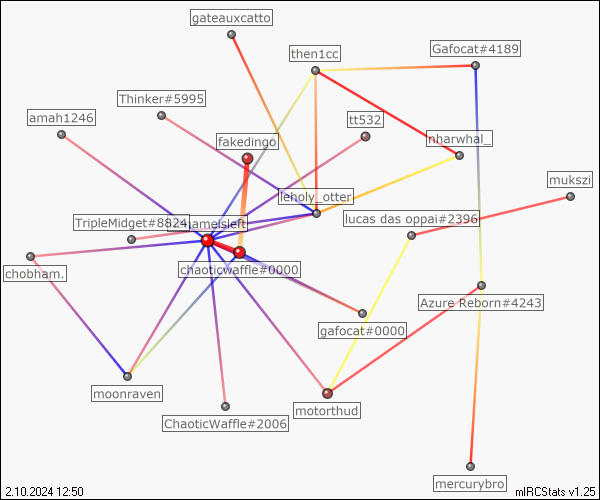 gateauxcatto
then1cc
Gafocat#4189
Thinker#5995
amah1246
tt532
fakedingo
nharwhal_
mukszi
leholy_otter
lucas das oppai#2396
TripleMidget#8824
jamelsleft
chobham.
chaoticwaffle#0000
Azure Reborn#4243
gafocat#0000
moonraven
motorthud
ChaoticWaffle#2006
mercurybro
2.10.2024 12:50
mIRCStats v1.25